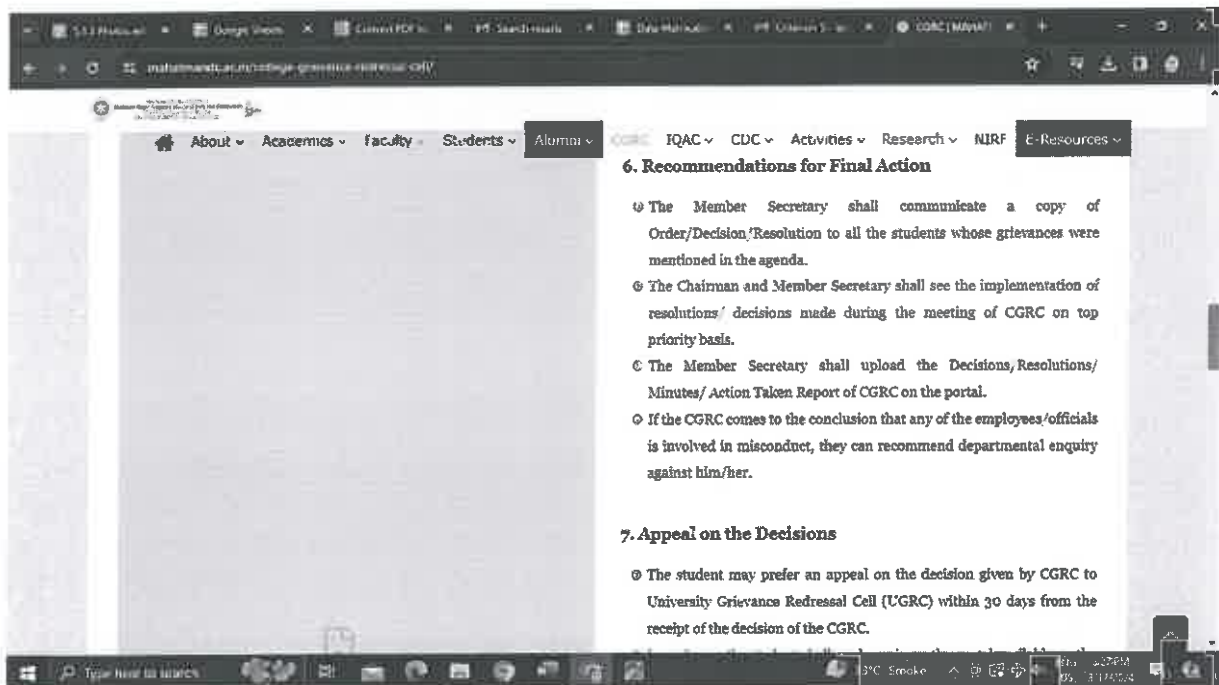 Google Sheets
Search results
About Academics Faculty Students Alumni CGRC IQAC CDC Activities Research NIRF E-Resources
6. Recommendations for Final Action
The Member Secretary shall communicate a copy of
Order/Decision/Resolution to all the students whose grievances were
mentioned in the agenda.
The Chairman and Member Secretary shall see the implementation of
resolutions/ decisions made during the meeting of CGRC on top
priority basis.
The Member Secretary shall upload the Decisions/Resolutions/
Minutes/ Action Taken Report of CGRC on the portal.
If the CGRC comes to the conclusion that any of the employees/officials
is involved in misconduct, they can recommend departmental enquiry
against him/her.
7. Appeal on the Decisions
The student may prefer an appeal on the decision given by CGRC to
University Grievance Redressal Cell (UGRC) within 30 days from the
receipt of the decision of the CGRC.
Type here to search
Smoke